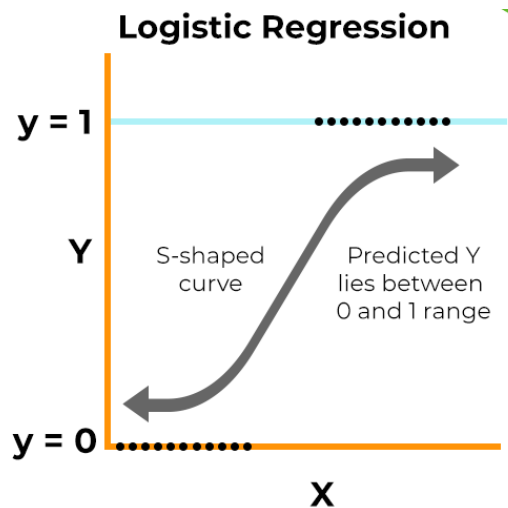 Logistic Regression
y = 1
Y
S-shaped
curve
Predicted Y
lies between
0 and 1 range
y = 0
X